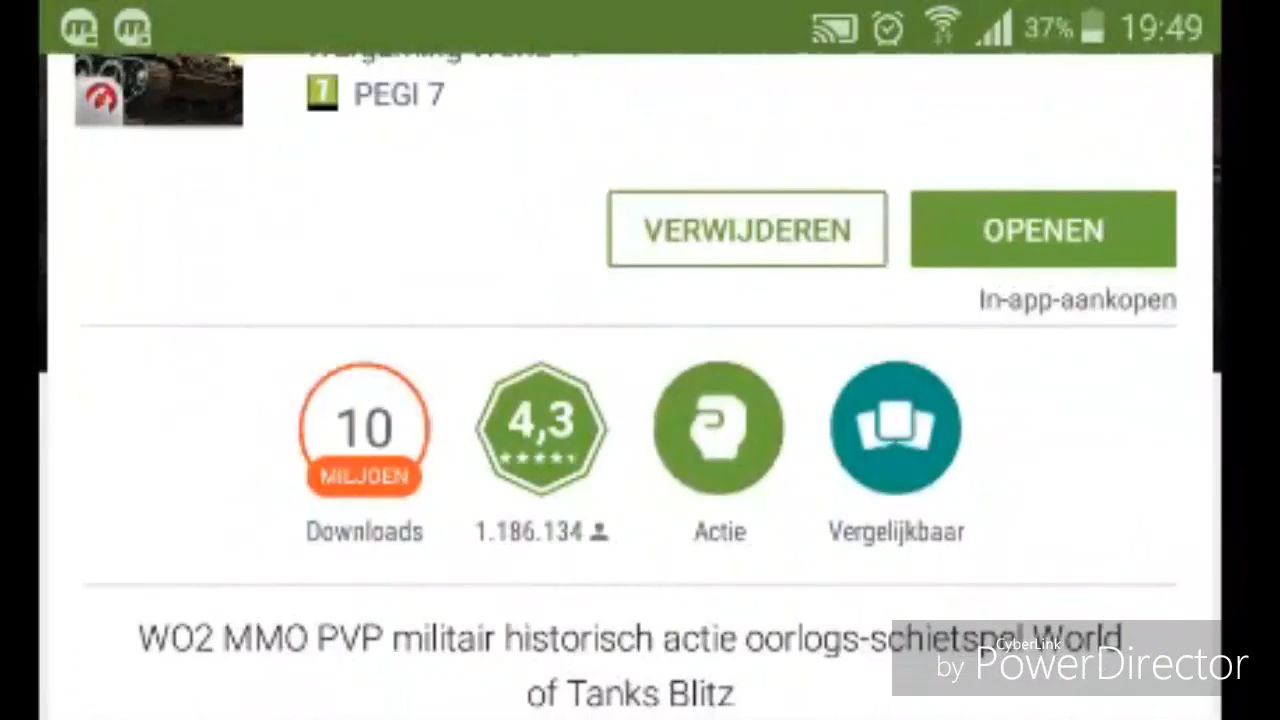 37% 19:49
7 PEGI 7
VERWIJDEREN
OPENEN
In-app-aankopen
10
MILJOEN
Downloads
4,3
1.186.134
Actie
Vergelijkbaar
WO2 MMO PVP militair historisch actie oorlogs-schietspel World
of Tanks Blitz
CyberLink
by PowerDirector